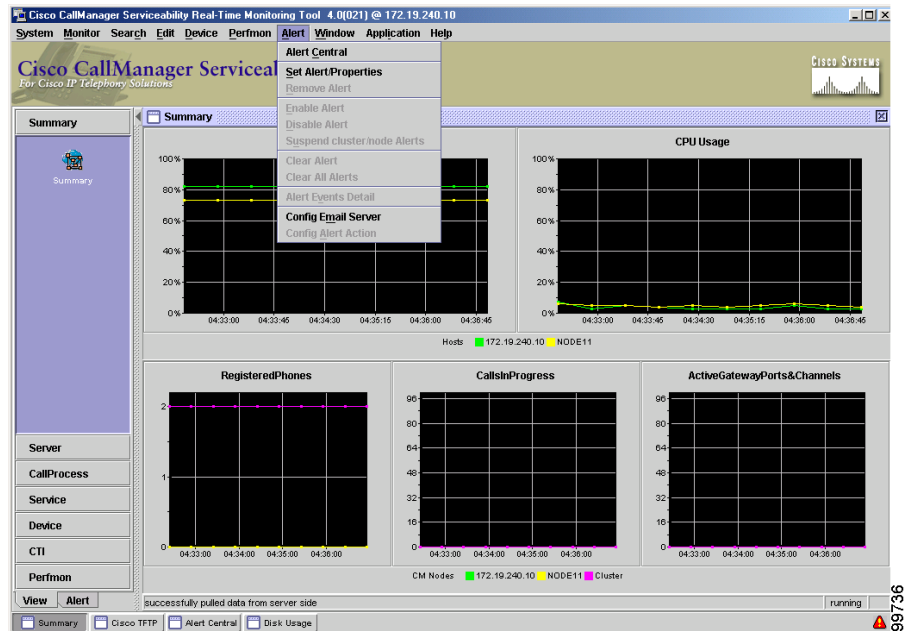 Cisco CallManager Serviceability Real-Time Monitoring Tool 4.0(021) @ 172.19.240.10
System Monitor Search Edit Device Perfmon Alert Window Application Help
Cisco CallManager Serviceal
For Cisco IP Telephony Solutions
CISCO SYSTEMS
Alert Central
Set Alert/Properties
Remove Alert
Enable Alert
Disable Alert
Suspend cluster/node Alerts
Clear Alert
Clear All Alerts
Alert Events Detail
Config Email Server
Config Alert Action
Summary
Summary
Summary
Server
CallProcess
Service
Device
CTI
Perfmon
View Alert
100%
80%
60%
40%
20%
0%
04:33:00 04:33:45 04:34:30 04:35:15 04:36:00 04:36:45
CPU Usage
100%
80%
60%
40%
20%
0%
04:33:00 04:33:45 04:34:30 04:35:15 04:36:00 04:36:45
Hosts 172.19.240.10 NODE11
RegisteredPhones
2
1
0
04:33:00 04:34:00 04:35:00 04:36:00
CallsInProgress
96
80
64
48
32
16
0
04:33:00 04:34:00 04:35:00 04:36:00
ActiveGatewayPorts&Channels
96
80
64
48
32
16
0
04:33:00 04:34:00 04:35:00 04:36:00
CM Nodes 172.19.240.10 NODE11 Cluster
successfully pulled data from server side
running
Summary Cisco TFTP Alert Central Disk Usage
99736